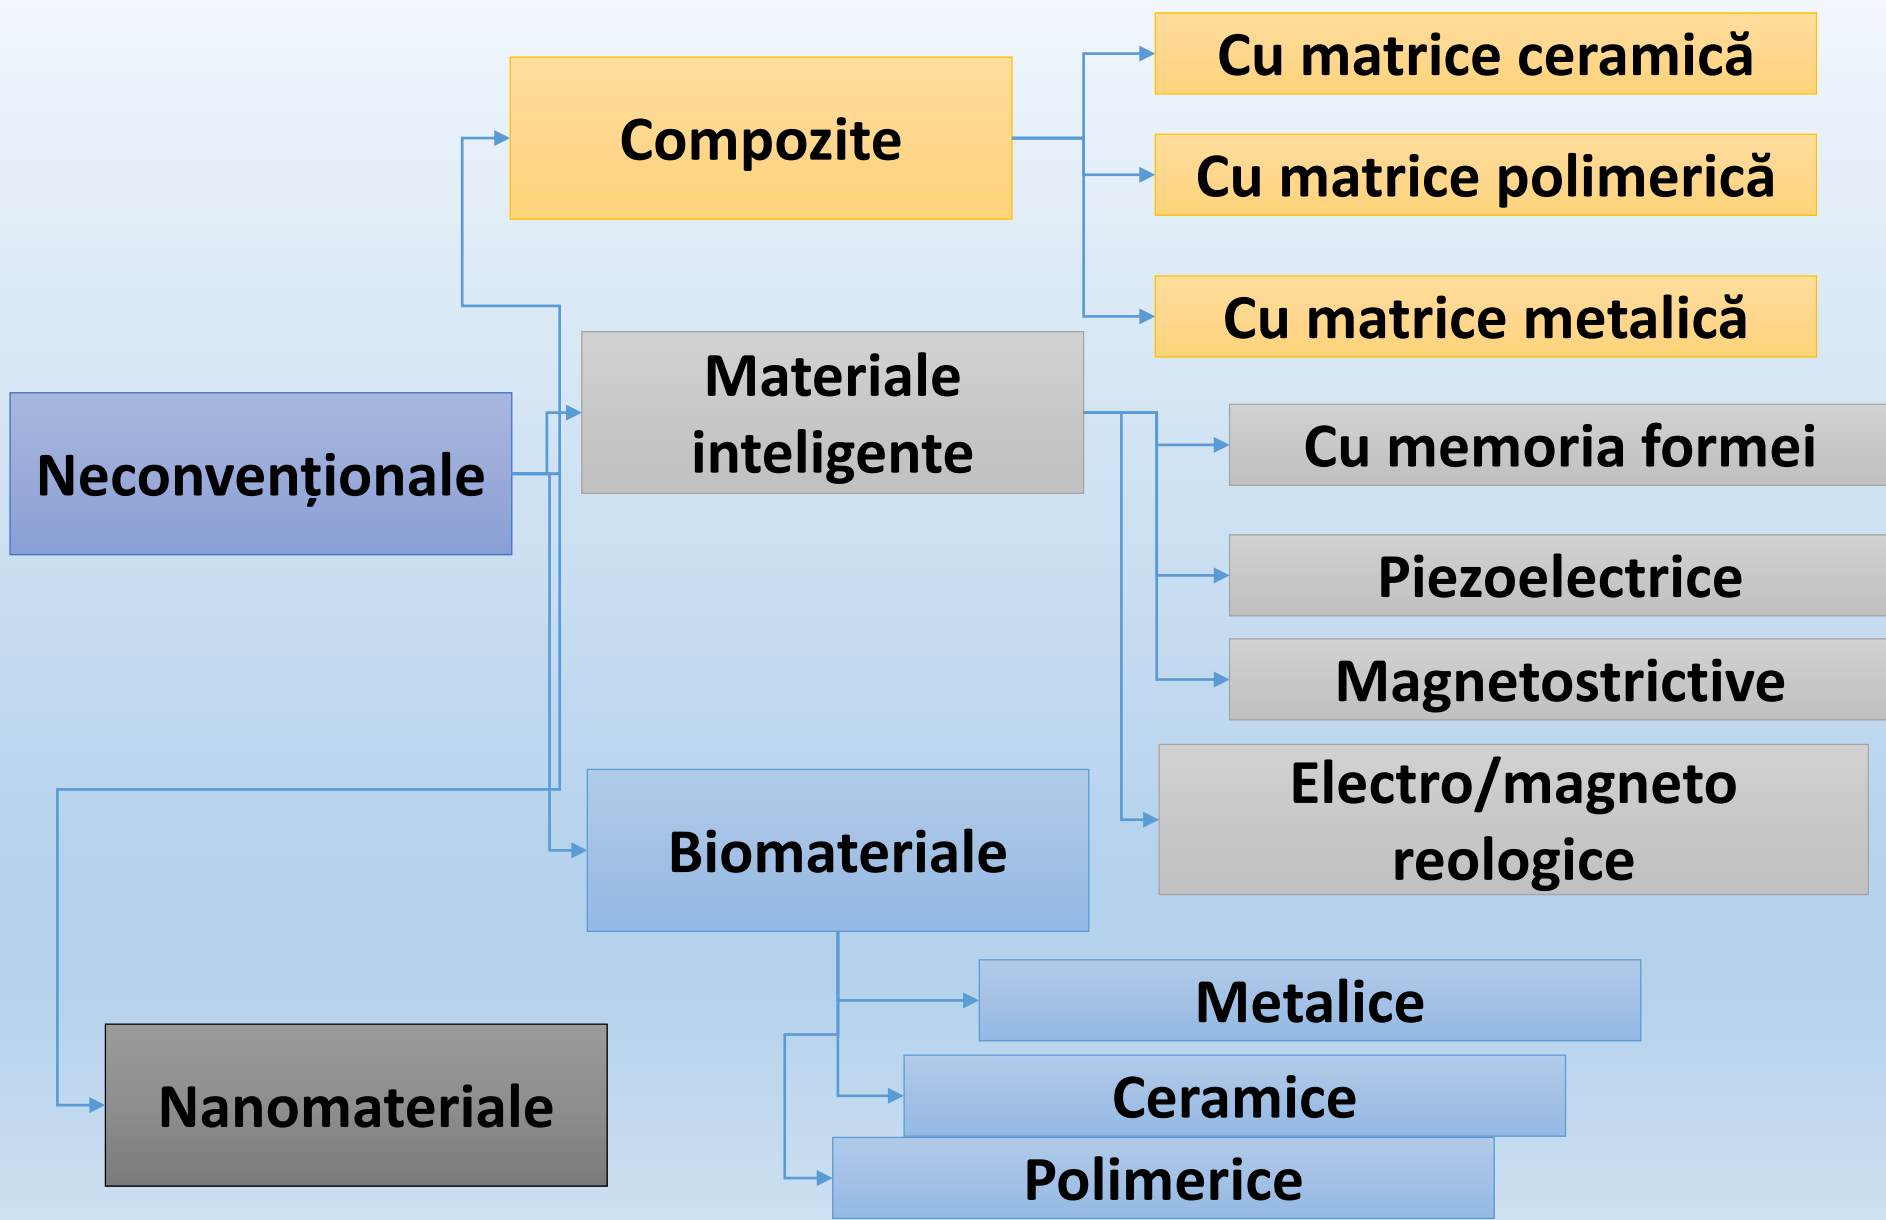 Cu matrice ceramică
Compozite
Cu matrice polimerică
Cu matrice metalică
Materiale
inteligente
Neconvenționale
Cu memoria formei
Piezoelectrice
Magnetostrictive
Electro/magneto
reologice
Biomateriale
Metalice
Ceramice
Nanomateriale
Polimerice